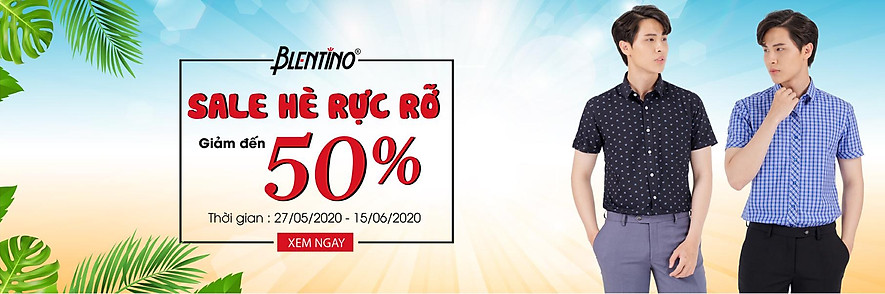 BLENTINO®
SALE HÈ RỰC RỠ
Giảm đến
50%
Thời gian : 27/05/2020 - 15/06/2020
XEM NGAY